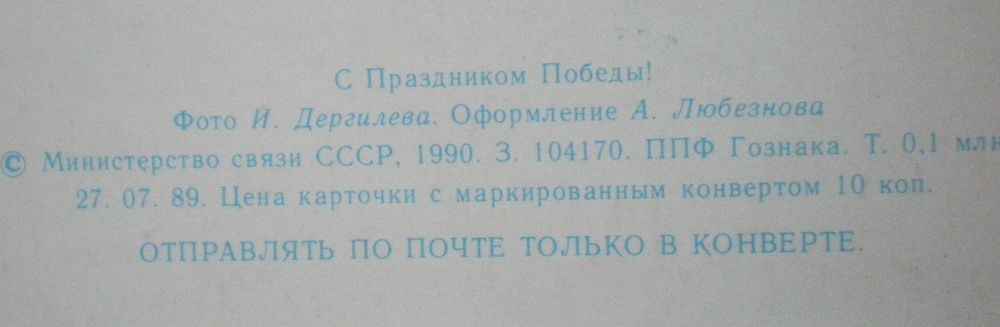 С Праздником Победы!
Фото И. Дергилева. Оформление А. Любезнова
© Министерство связи СССР, 1990. З. 104170. ППФ Гознака. Т. 0,1 млн
27. 07. 89. Цена карточки с маркированным конвертом 10 коп.
ОТПРАВЛЯТЬ ПО ПОЧТЕ ТОЛЬКО В КОНВЕРТЕ.